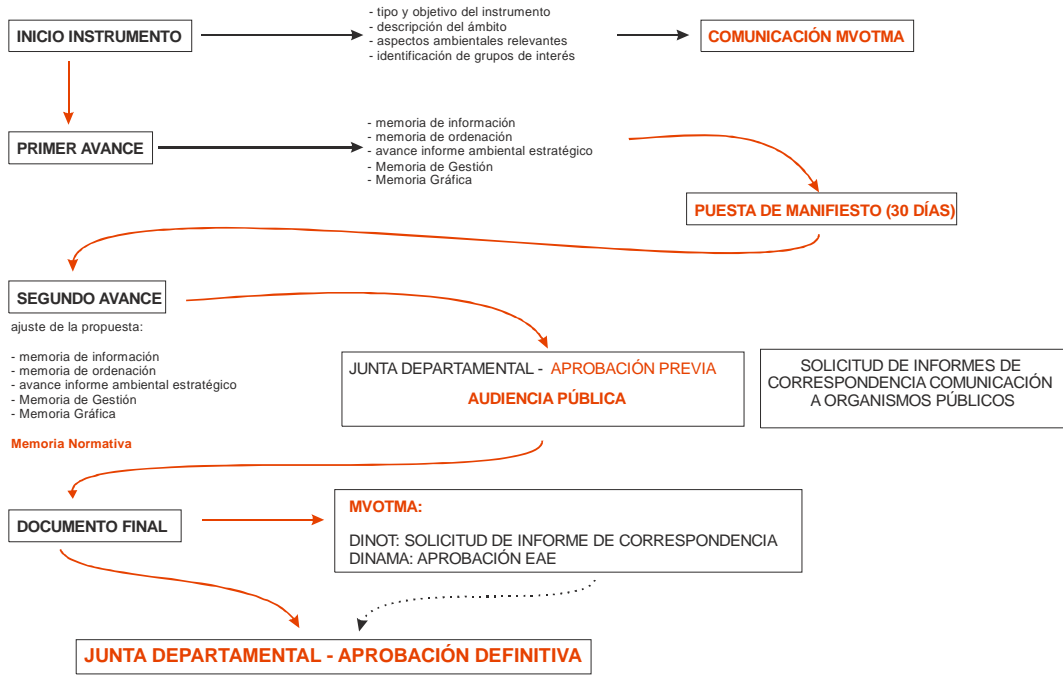 INICIO INSTRUMENTO
- tipo y objetivo del instrumento
- descripción del ámbito
- aspectos ambientales relevantes
- identificación de grupos de interés
COMUNICACIÓN MVOTMA
PRIMER AVANCE
- memoria de información
- memoria de ordenación
- avance informe ambiental estratégico
- Memoria de Gestión
- Memoria Gráfica
PUESTA DE MANIFIESTO (30 DÍAS)
SEGUNDO AVANCE
ajuste de la propuesta:
- memoria de información
- memoria de ordenación
- avance informe ambiental estratégico
- Memoria de Gestión
- Memoria Gráfica
Memoria Normativa
JUNTA DEPARTAMENTAL - APROBACIÓN PREVIA
AUDIENCIA PÚBLICA
SOLICITUD DE INFORMES DE
CORRESPONDENCIA COMUNICACIÓN
A ORGANISMOS PÚBLICOS
DOCUMENTO FINAL
MVOTMA:
DINOT: SOLICITUD DE INFORME DE CORRESPONDENCIA
DINAMA: APROBACIÓN EAE
JUNTA DEPARTAMENTAL - APROBACIÓN DEFINITIVA